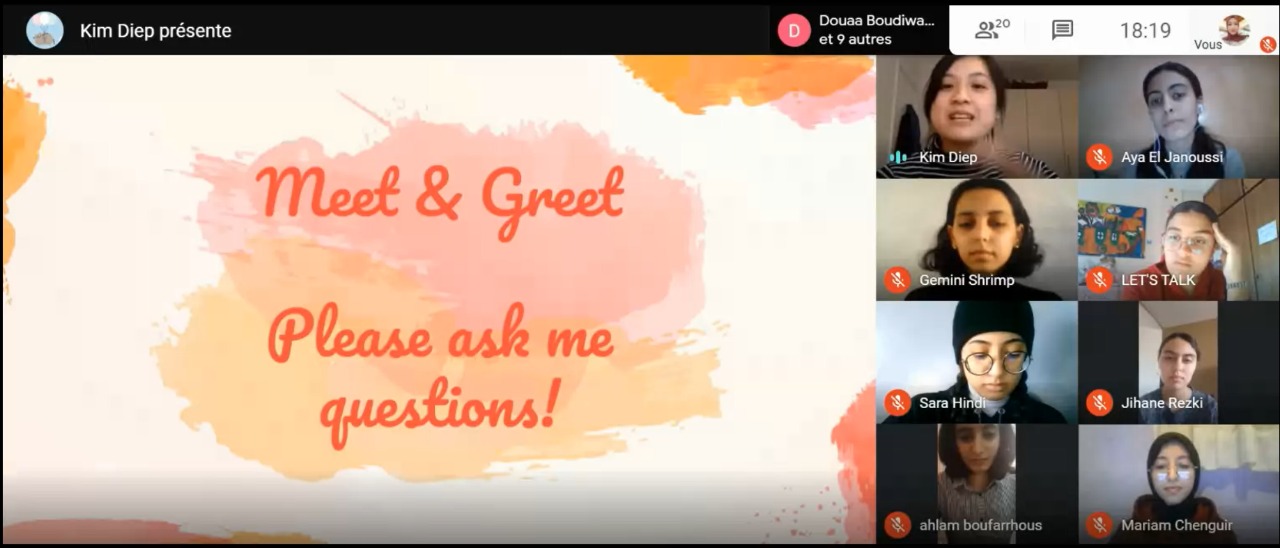 Kim Diep présente
D
Douaa Boudiwa...
et 9 autres
20
18:19
Vous
Meet & Greet
Please ask me
questions!
Kim Diep
Aya El Janoussi
Gemini Shrimp
LET'S TALK
Sara Hindi
Jihane Rezki
ahlam boufarrhous
Mariam Chenguir